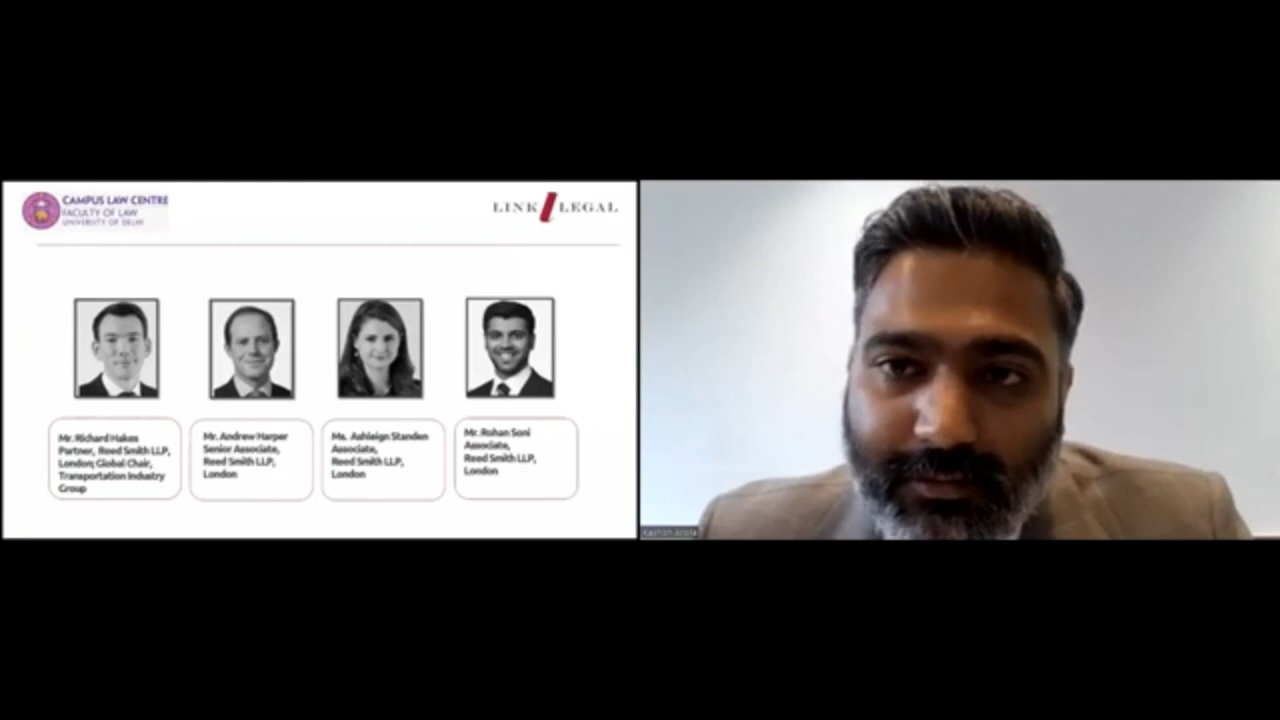 CAMPUS LAW CENTRE
FACULTY OF LAW
UNIVERSITY OF DELHI
LINK LEGAL
Mr. Richard Hakes
Partner, Reed Smith LLP,
London; Global Chair,
Transportation Industry
Group
Mr. Andrew Harper
Senior Associate,
Reed Smith LLP,
London
Ms. Ashleign Standen
Associate,
Reed Smith LLP,
London
Mr. Rohan Soni
Associate,
Reed Smith LLP,
London
Kashish